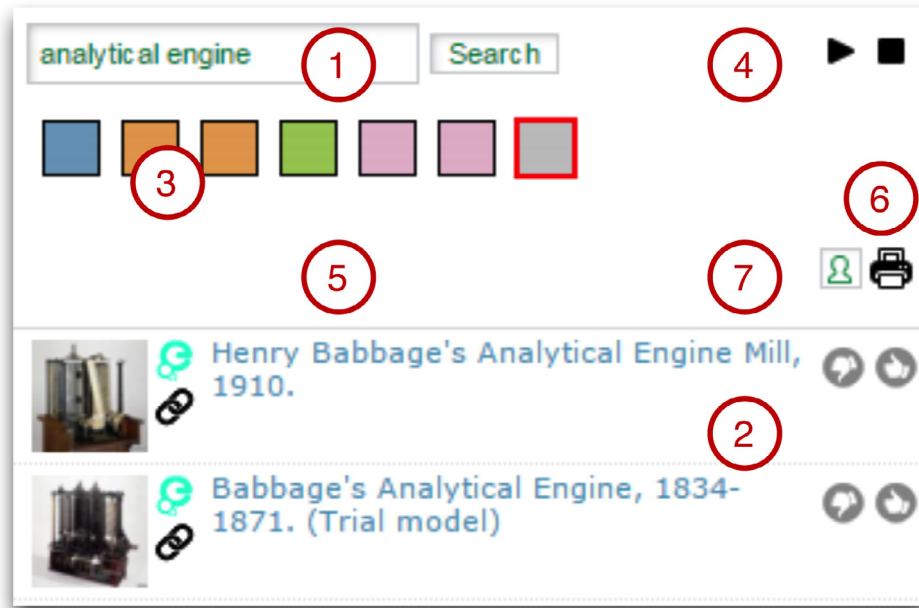 analytical engine 1 Search 4
3
6
5 7
Henry Babbage's Analytical Engine Mill,
1910.
2
Babbage's Analytical Engine, 1834-
1871. (Trial model)